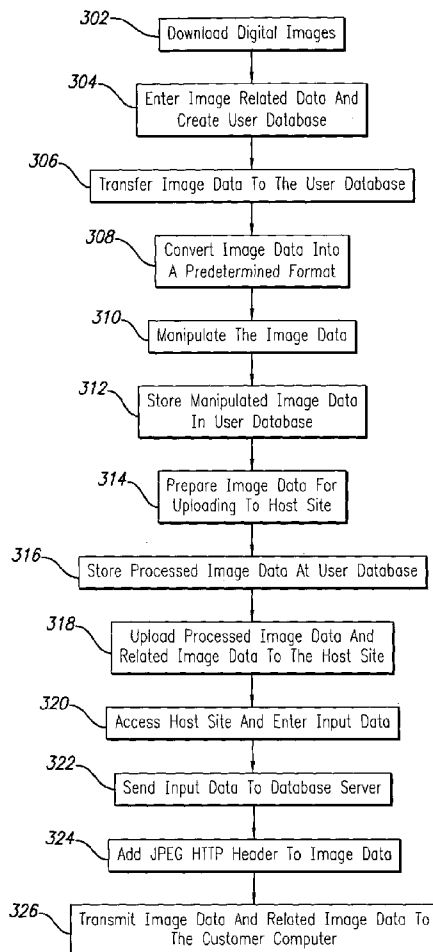 302
Download Digital Images
304
Enter Image Related Data And
Create User Database
306
Transfer Image Data To The User Database
308
Convert Image Data Into
A Predetermined Format
310
Manipulate The Image Data
312
Store Manipulated Image Data
In User Database
314
Prepare Image Data For
Uploading To Host Site
316
Store Processed Image Data At User Database
318
Upload Processed Image Data And
Related Image Data To The Host Site
320
Access Host Site And Enter Input Data
322
Send Input Data To Database Server
324
Add JPEG HTTP Header To Image Data
326
Transmit Image Data And Related Image Data To
The Customer Computer